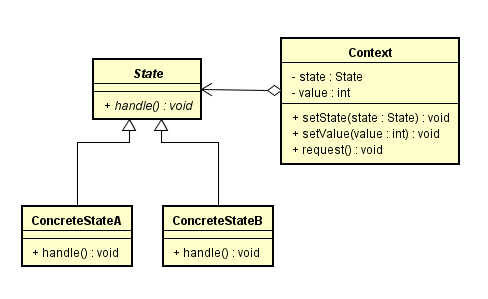 State
+ handle() : void
Context
- state : State
- value : int
+ setState(state : State) : void
+ setValue(value : int) : void
+ request() : void
ConcreteStateA
+ handle() : void
ConcreteStateB
+ handle() : void